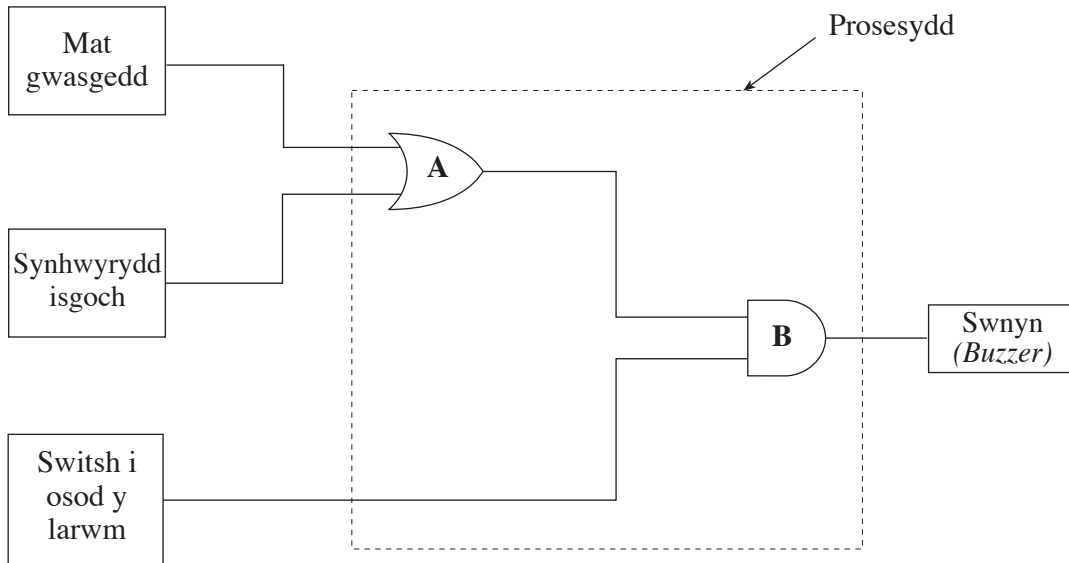 Mat
gwasgedd
Prosesydd
A
Synhwyrydd
isgoch
B
Swnyn
(Buzzer)
Switsh i
osod y
larwm